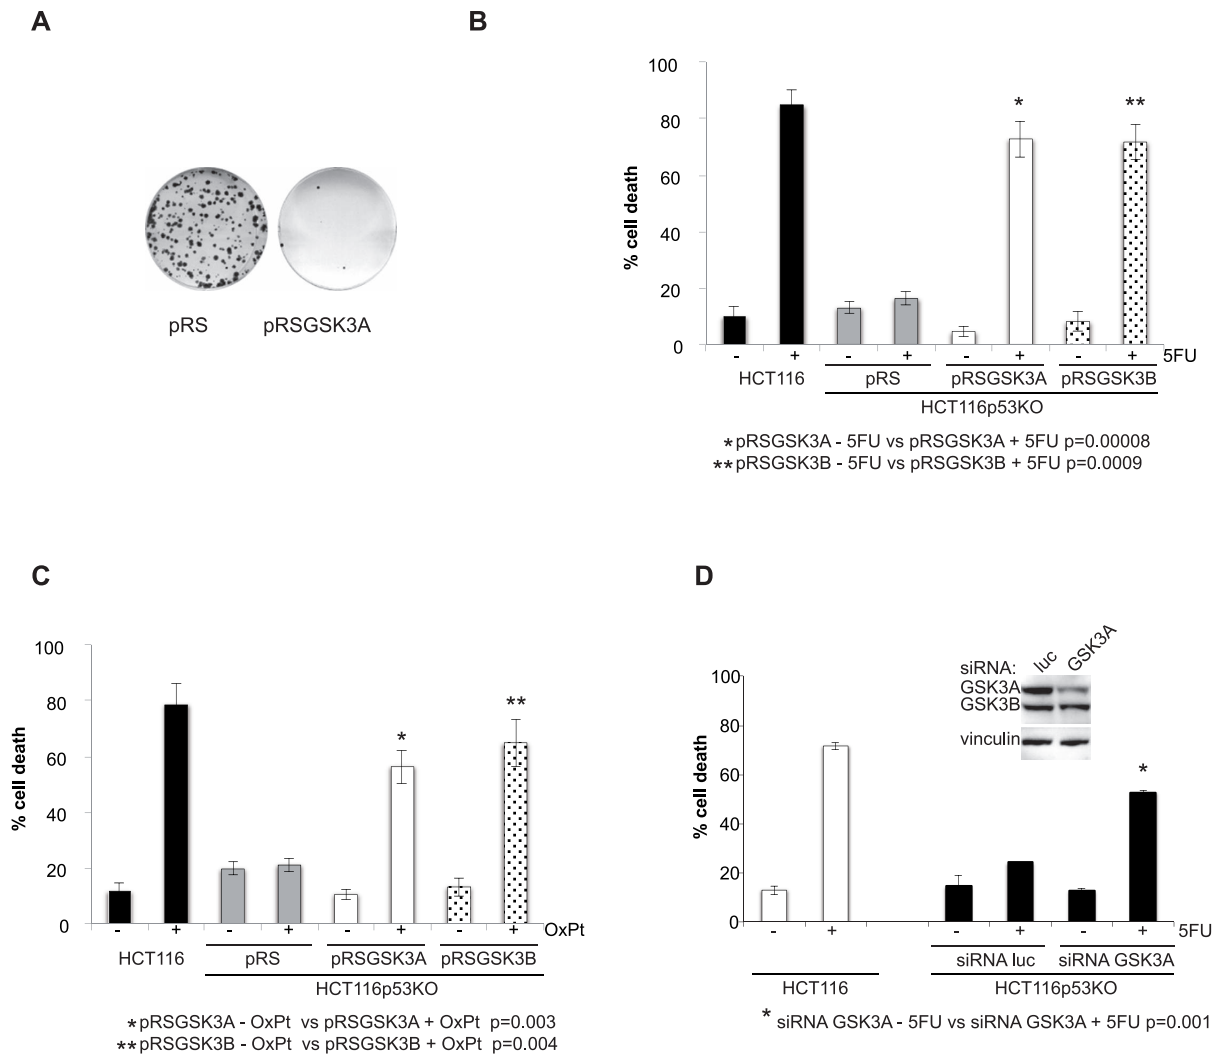 A
pRS pRSGSK3A
B
100
80
60
40
20
0
% cell death
* **
- + - + - + - + 5FU
HCT116 pRS pRSGSK3A pRSGSK3B
HCT116p53KO
* pRSGSK3A - 5FU vs pRSGSK3A + 5FU p=0.00008
** pRSGSK3B - 5FU vs pRSGSK3B + 5FU p=0.0009
C
100
80
60
40
20
0
% cell death
* **
- + - + - + - + OxPt
HCT116 pRS pRSGSK3A pRSGSK3B
HCT116p53KO
* pRSGSK3A - OxPt vs pRSGSK3A + OxPt p=0.003
** pRSGSK3B - OxPt vs pRSGSK3B + OxPt p=0.004
D
siRNA: luc GSK3A
GSK3A
GSK3B
vinculin
100
80
60
40
20
0
% cell death
*
- + - + - + 5FU
siRNA luc siRNA GSK3A
HCT116 HCT116p53KO
* siRNA GSK3A - 5FU vs siRNA GSK3A + 5FU p=0.001